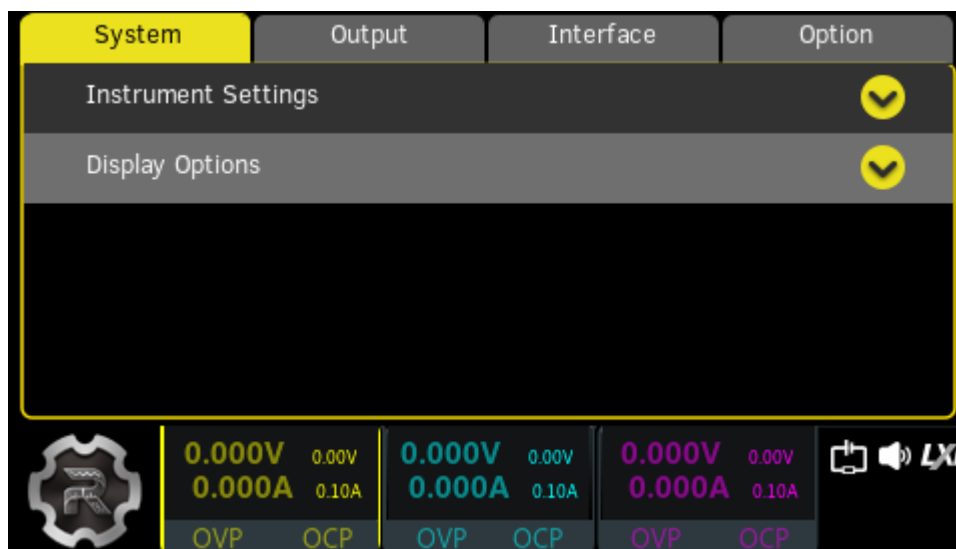 System Output Interface Option
Instrument Settings
Display Options
0.000V 0.00V 0.000V 0.00V 0.000V 0.00V
0.000A 0.10A 0.000A 0.10A 0.000A 0.10A
OVP OCP OVP OCP OVP OCP